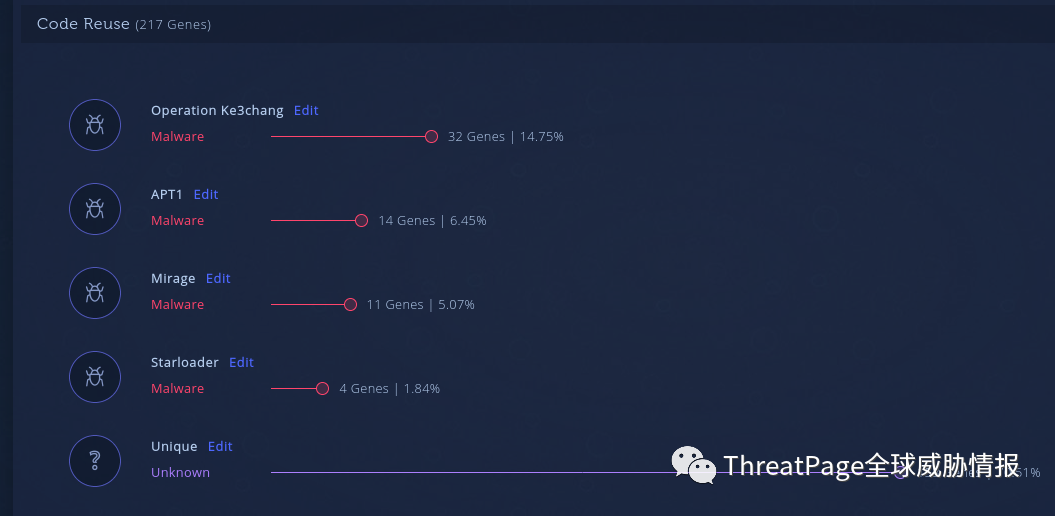 Code Reuse (217 Genes)
Operation Ke3chang Edit
Malware 32 Genes | 14.75%
APT1 Edit
Malware 14 Genes | 6.45%
Mirage Edit
Malware 11 Genes | 5.07%
Starloader Edit
Malware 4 Genes | 1.84%
Unique Edit
Unknown
ThreatPage全球威胁情报